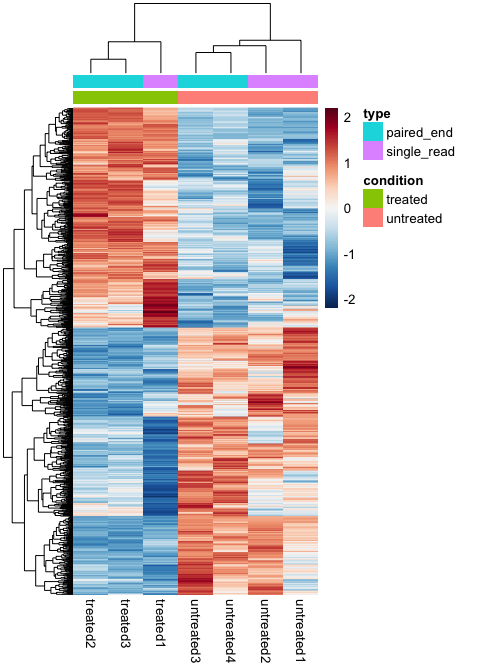 type
paired_end
single_read
condition
treated
untreated
2
1
0
-1
-2
treated2
treated3
treated1
untreated3
untreated4
untreated2
untreated1